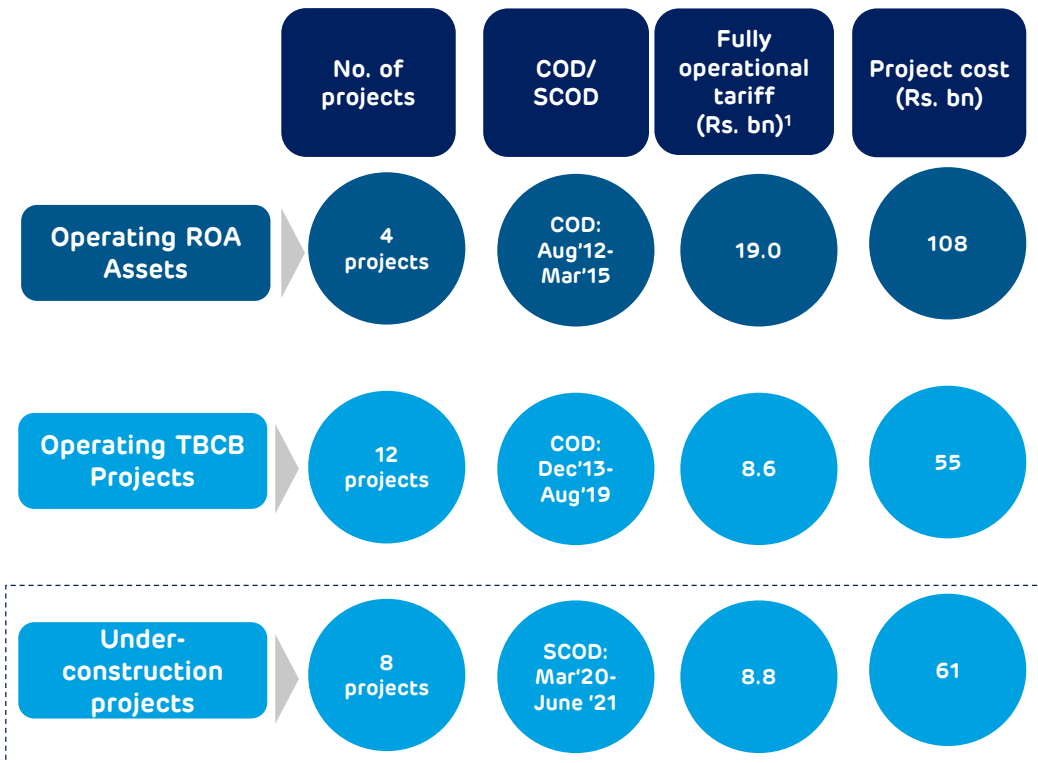 No. of
projects
COD/
SCOD
Fully
operational
tariff
(Rs. bn)¹
Project cost
(Rs. bn)
Operating ROA
Assets
4
projects
COD:
Aug'12-
Mar'15
19.0
108
Operating TBCB
Projects
12
projects
COD:
Dec'13-
Aug'19
8.6
55
Under-
construction
projects
8
projects
SCOD:
Mar'20-
June '21
8.8
61